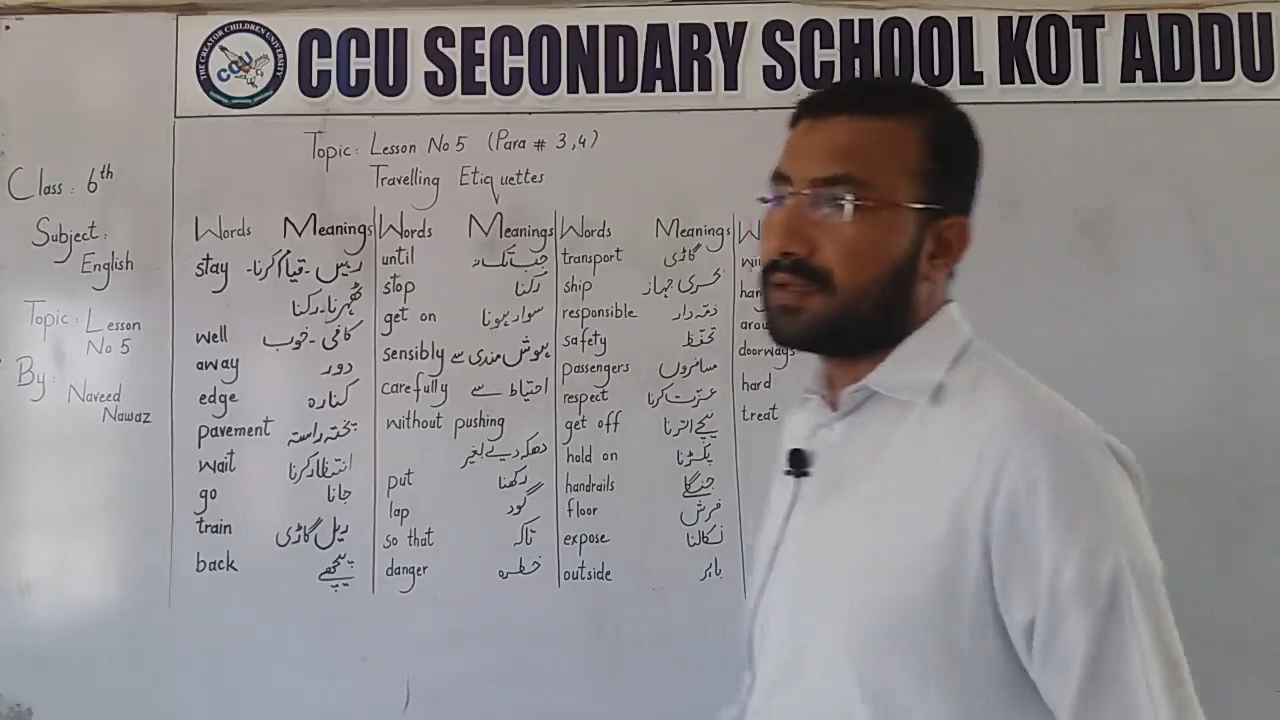 CCU SECONDARY SCHOOL KOT ADDU
THE CREATOR CHILDREN UNIVERSITY
CCU
Class: 6th
Subject:
English
Topic: Lesson
No 5
By: Naveed
Nawaz
Topic: Lesson No 5 (Para # 3,4)
Travelling Etiquettes
Words Meanings
stay رہیں - قیام کرنا -
ٹھہرنا - رکنا
well کافی - خوب
away دور
edge کنارہ
pavement پختہ راستہ
wait انتظار کرنا
go جانا
train ریل گاڑی
back پیچھے
Words Meanings
until جب تک نہ
stop رکنا
get on سوار ہونا
sensibly ہوش مندی سے
carefully احتیاط سے
without pushing
دھکہ دیے بغیر
put رکھنا
lap گود
so that تاکہ
danger خطرہ
Words Meanings
transport گاڑی
ship بحری جہاز
responsible ذمہ دار
safety تحفظ
passengers مسافروں
respect عزت کرنا
get off نیچے اترنا
hold on پکڑنا
handrails جنگلے
floor فرش
expose نکالنا
outside باہر
W
win
han
arou
doorways
hard
treat